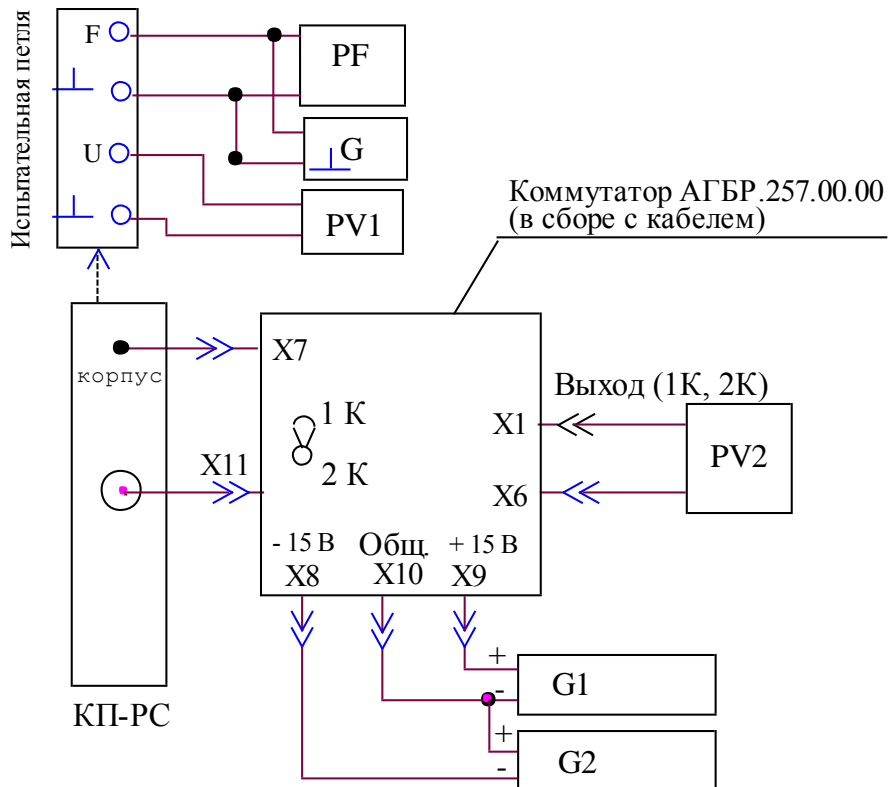 Испытательная петля
F
PF
G
U
PV1
Коммутатор АГБР.257.00.00
(в сборе с кабелем)
корпус
X7
1 К
2 К
X11
Выход (1К, 2К)
X1
X6
PV2
- 15 В
Общ.
+ 15 В
X8
X10
X9
КП-РС
+
-
G1
+
-
G2